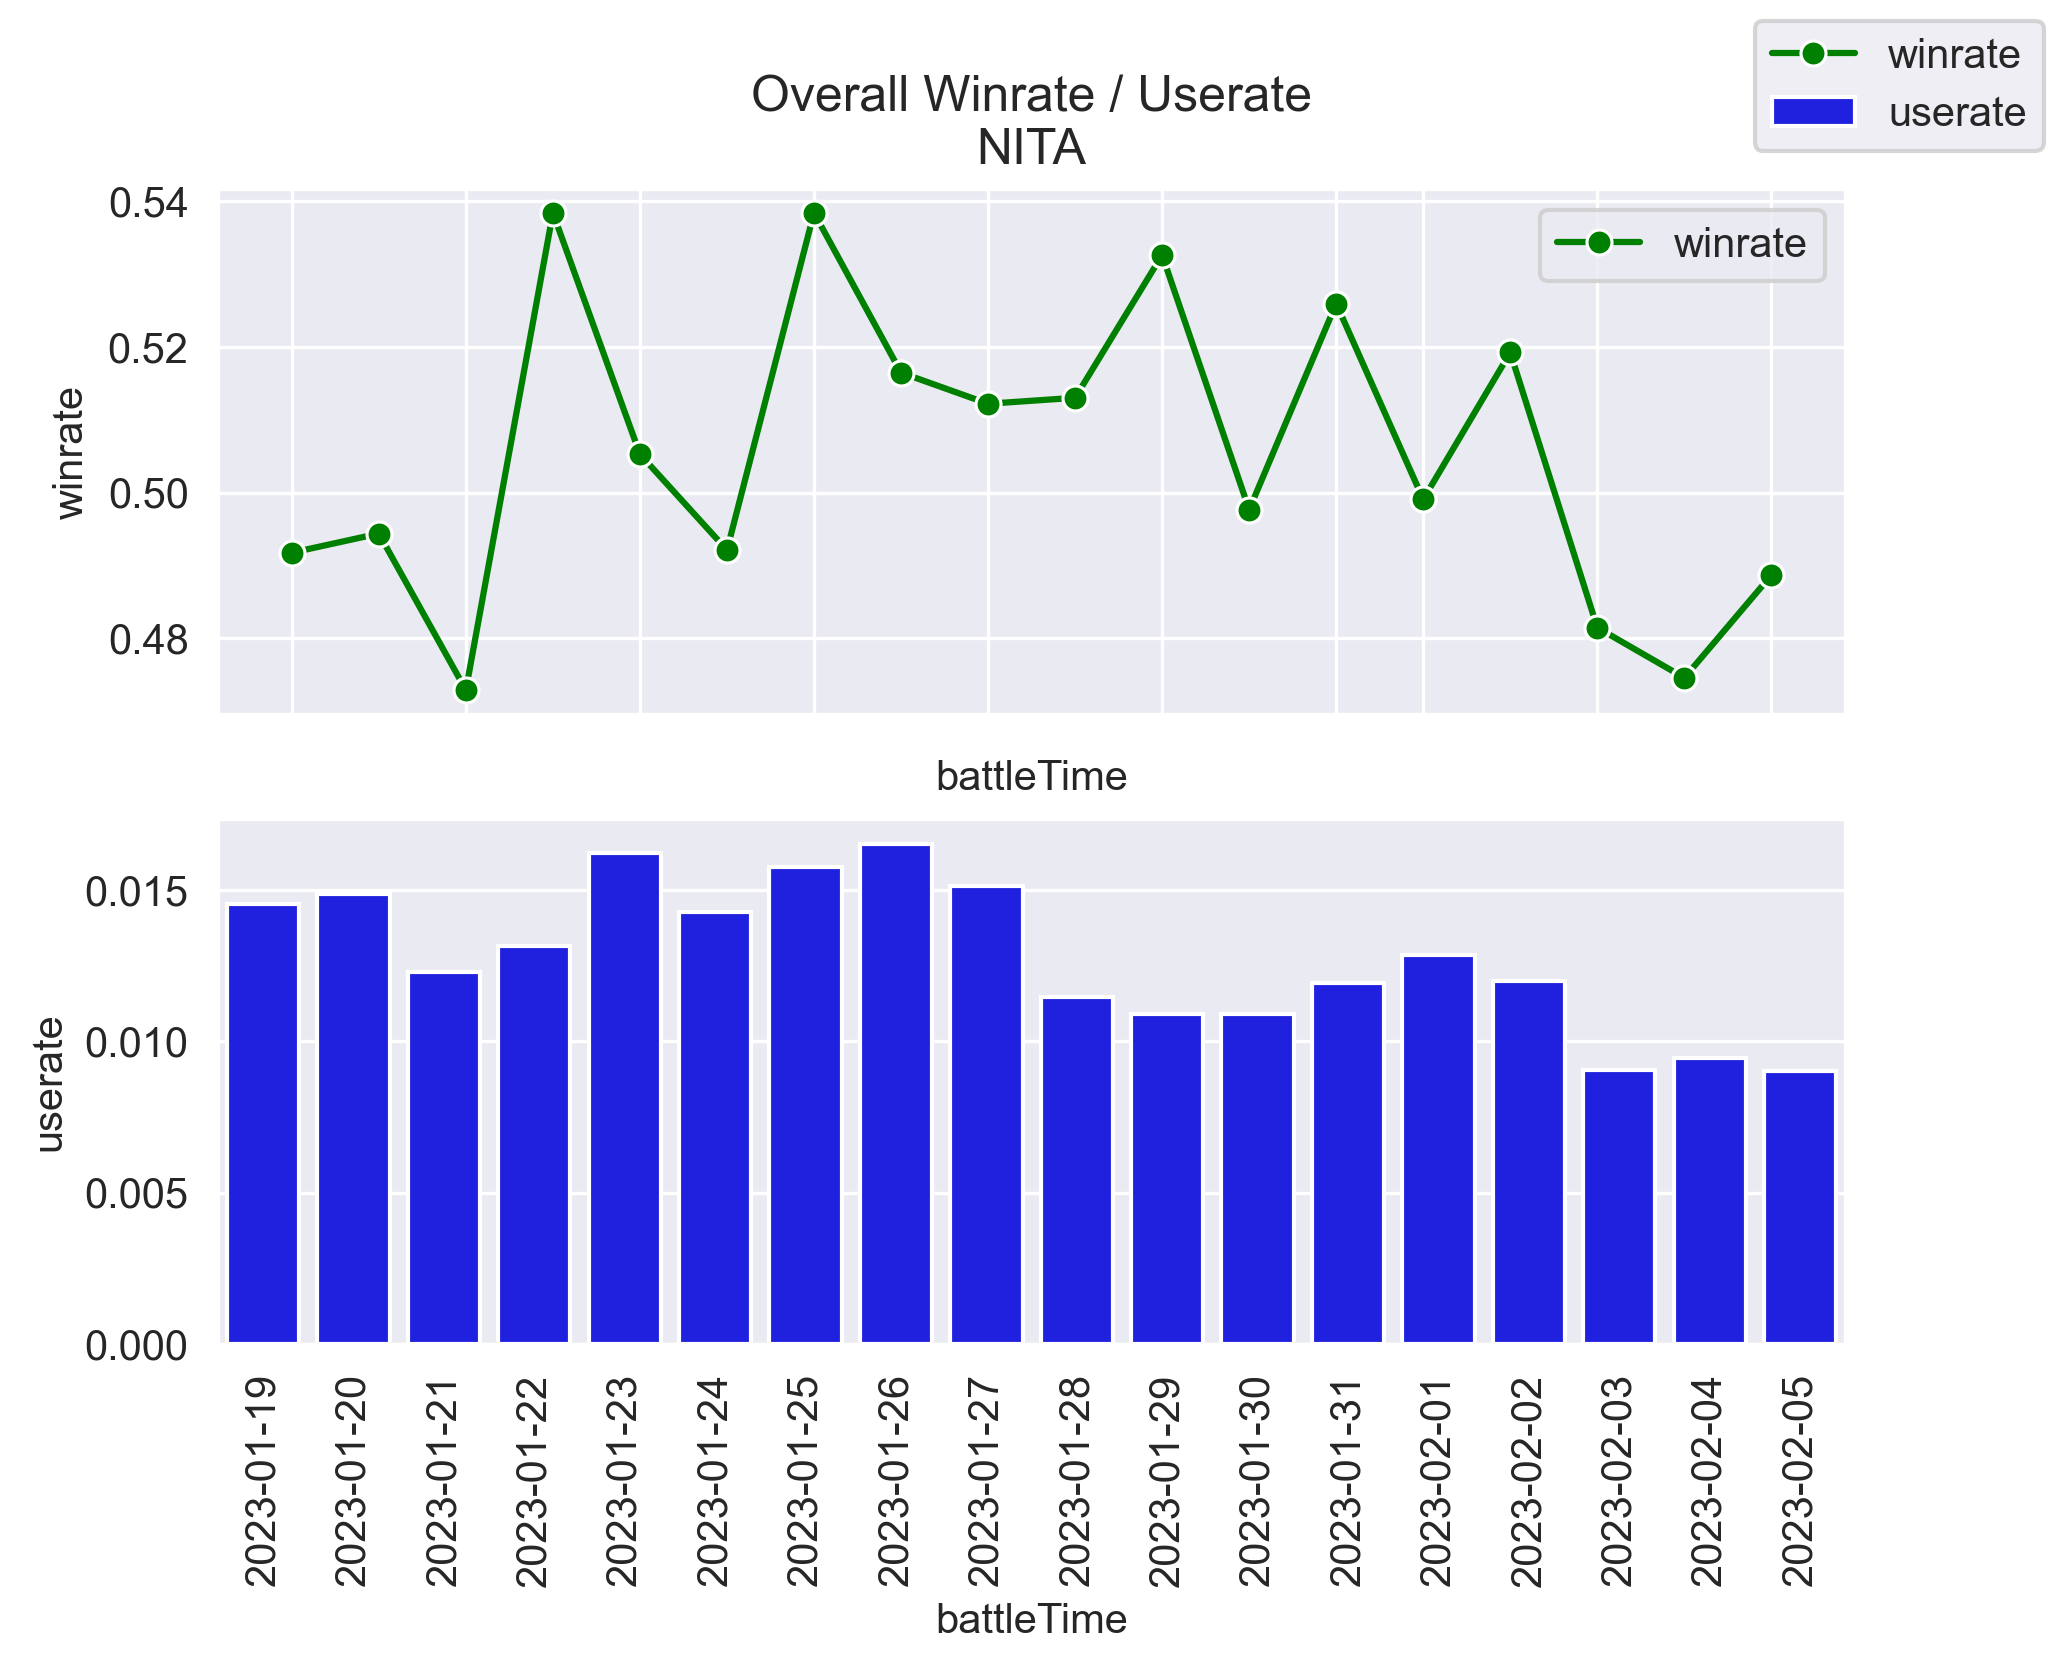 winrate
userate
Overall Winrate / Userate
NITA
winrate
0.54
0.52
0.50
0.48
winrate
battleTime
0.015
0.010
0.005
0.000
userate
2023-01-19
2023-01-20
2023-01-21
2023-01-22
2023-01-23
2023-01-24
2023-01-25
2023-01-26
2023-01-27
2023-01-28
2023-01-29
2023-01-30
2023-01-31
2023-02-01
2023-02-02
2023-02-03
2023-02-04
2023-02-05
battleTime